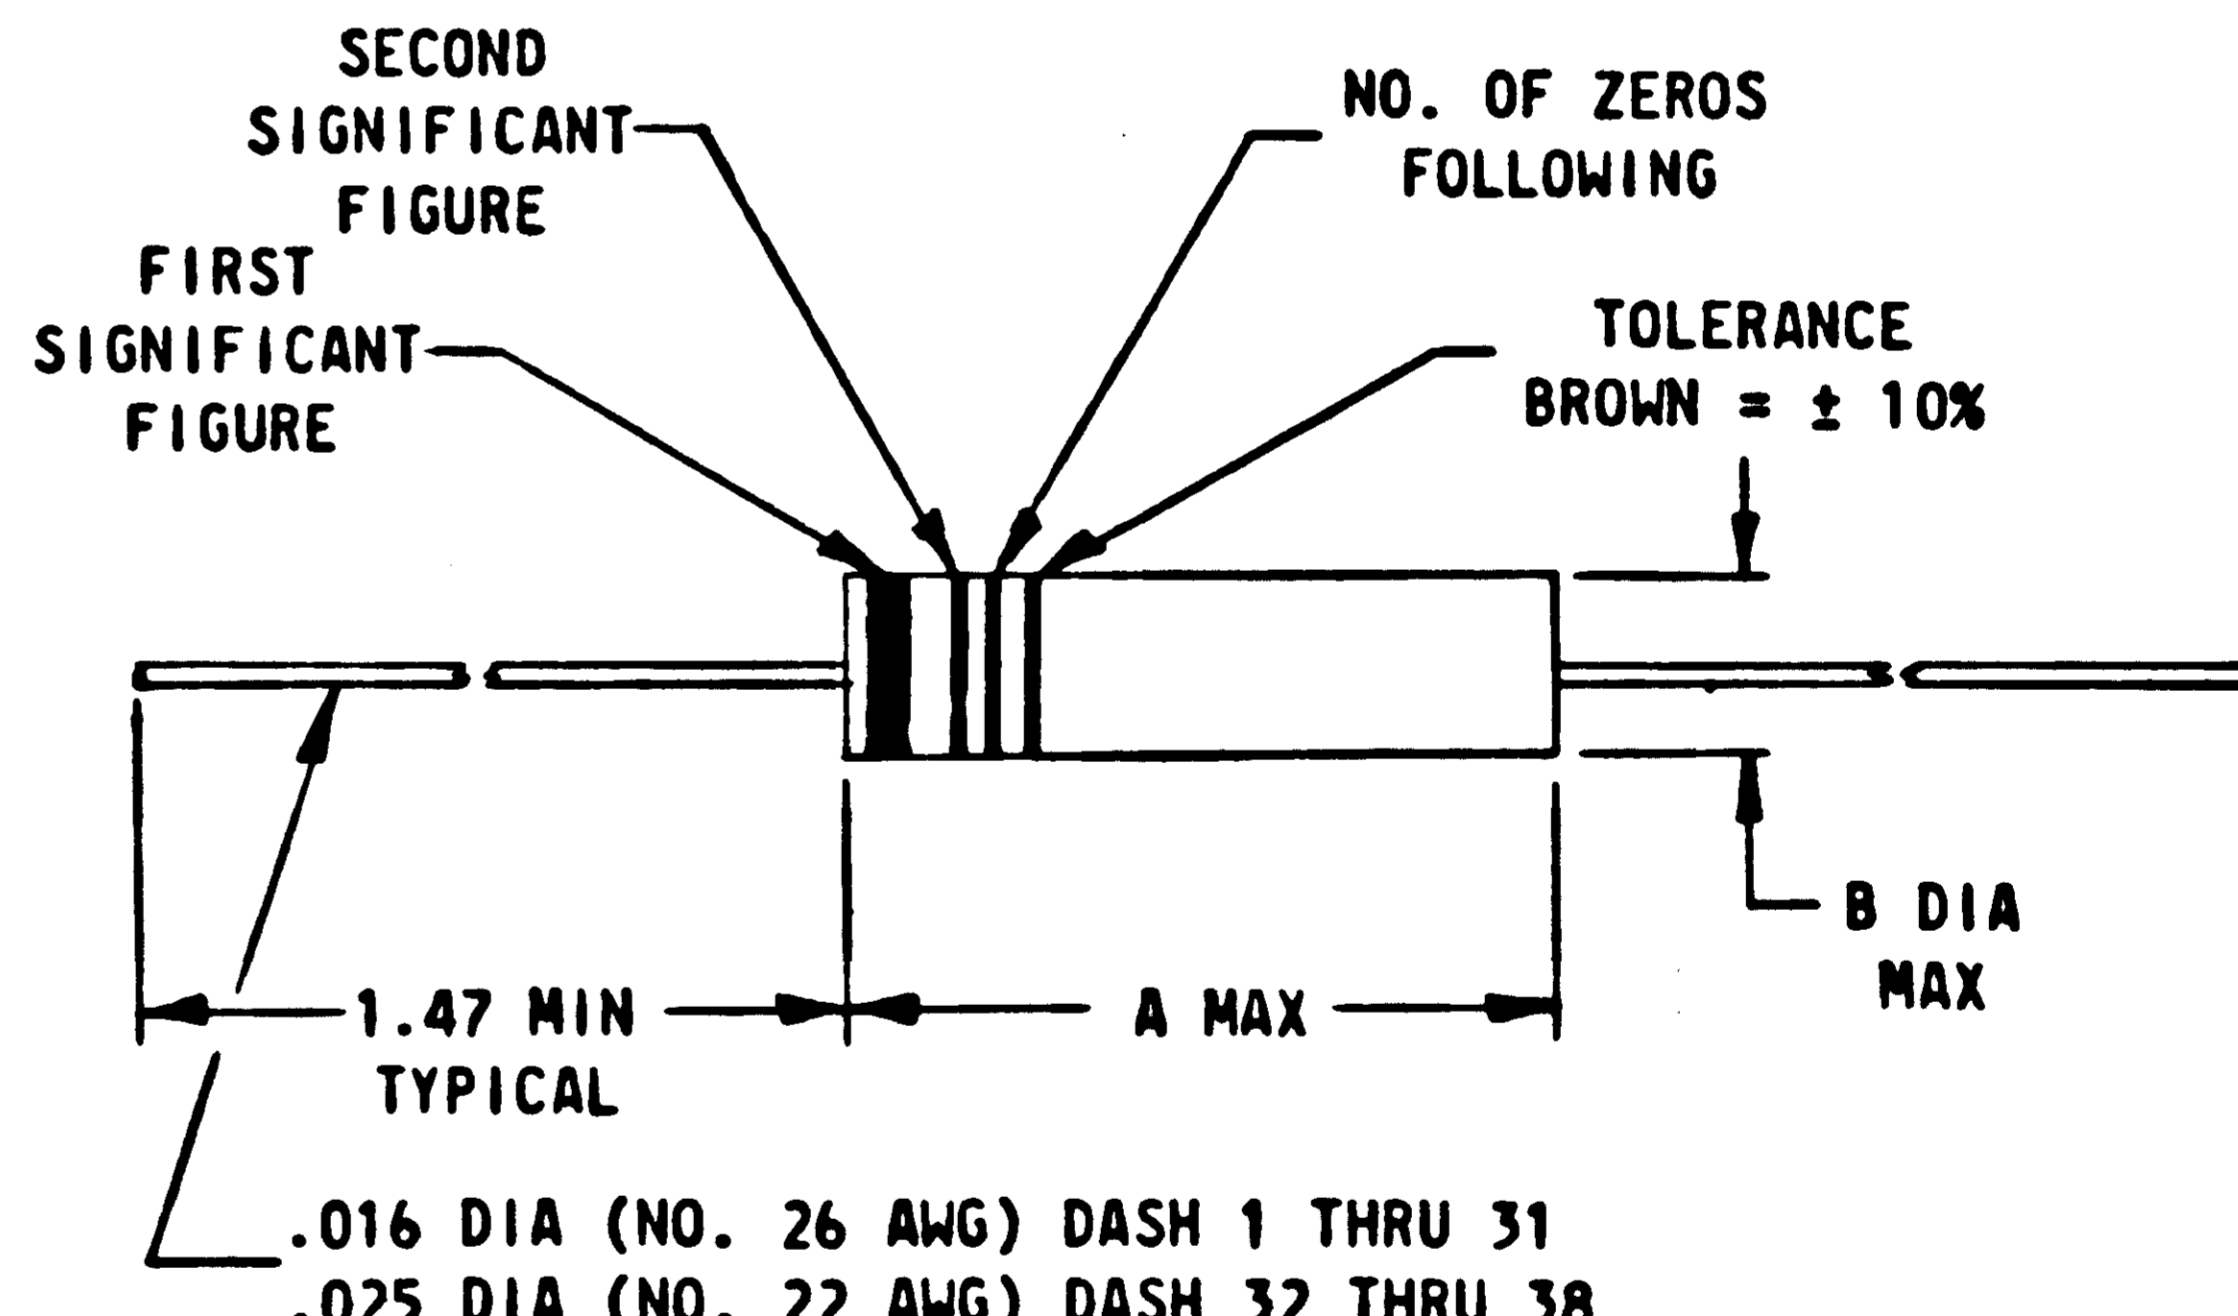 SECOND
SIGNIFICANT
FIGURE
NO. OF ZEROS
FOLLOWING
FIRST
SIGNIFICANT
FIGURE
TOLERANCE
BROWN = ± 10%
B DIA
MAX
1.47 MIN
TYPICAL
A MAX
.016 DIA (NO. 26 AWG) DASH 1 THRU 31
.025 DIA (NO. 22 AWG) DASH 32 THRU 38